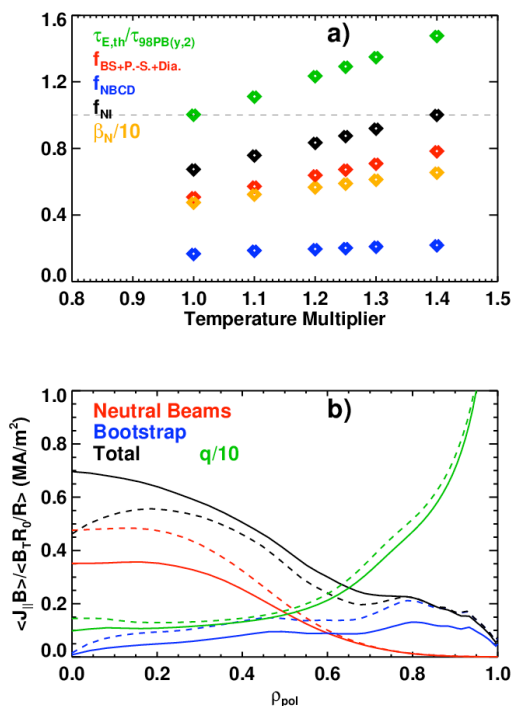 τE,th/τ98PB(y,2) a)
fBS+P.-S.+Dia.
fNBCD
fNI
βN/10
1.6
1.2
0.8
0.4
0.0
0.8 0.9 1.0 1.1 1.2 1.3 1.4 1.5
Temperature Multiplier
Neutral Beams b)
Bootstrap
Total q/10
<J||B>/<BTR0/R> (MA/m²)
1.0
0.8
0.6
0.4
0.2
0.0
0.0 0.2 0.4 0.6 0.8 1.0
ρpol